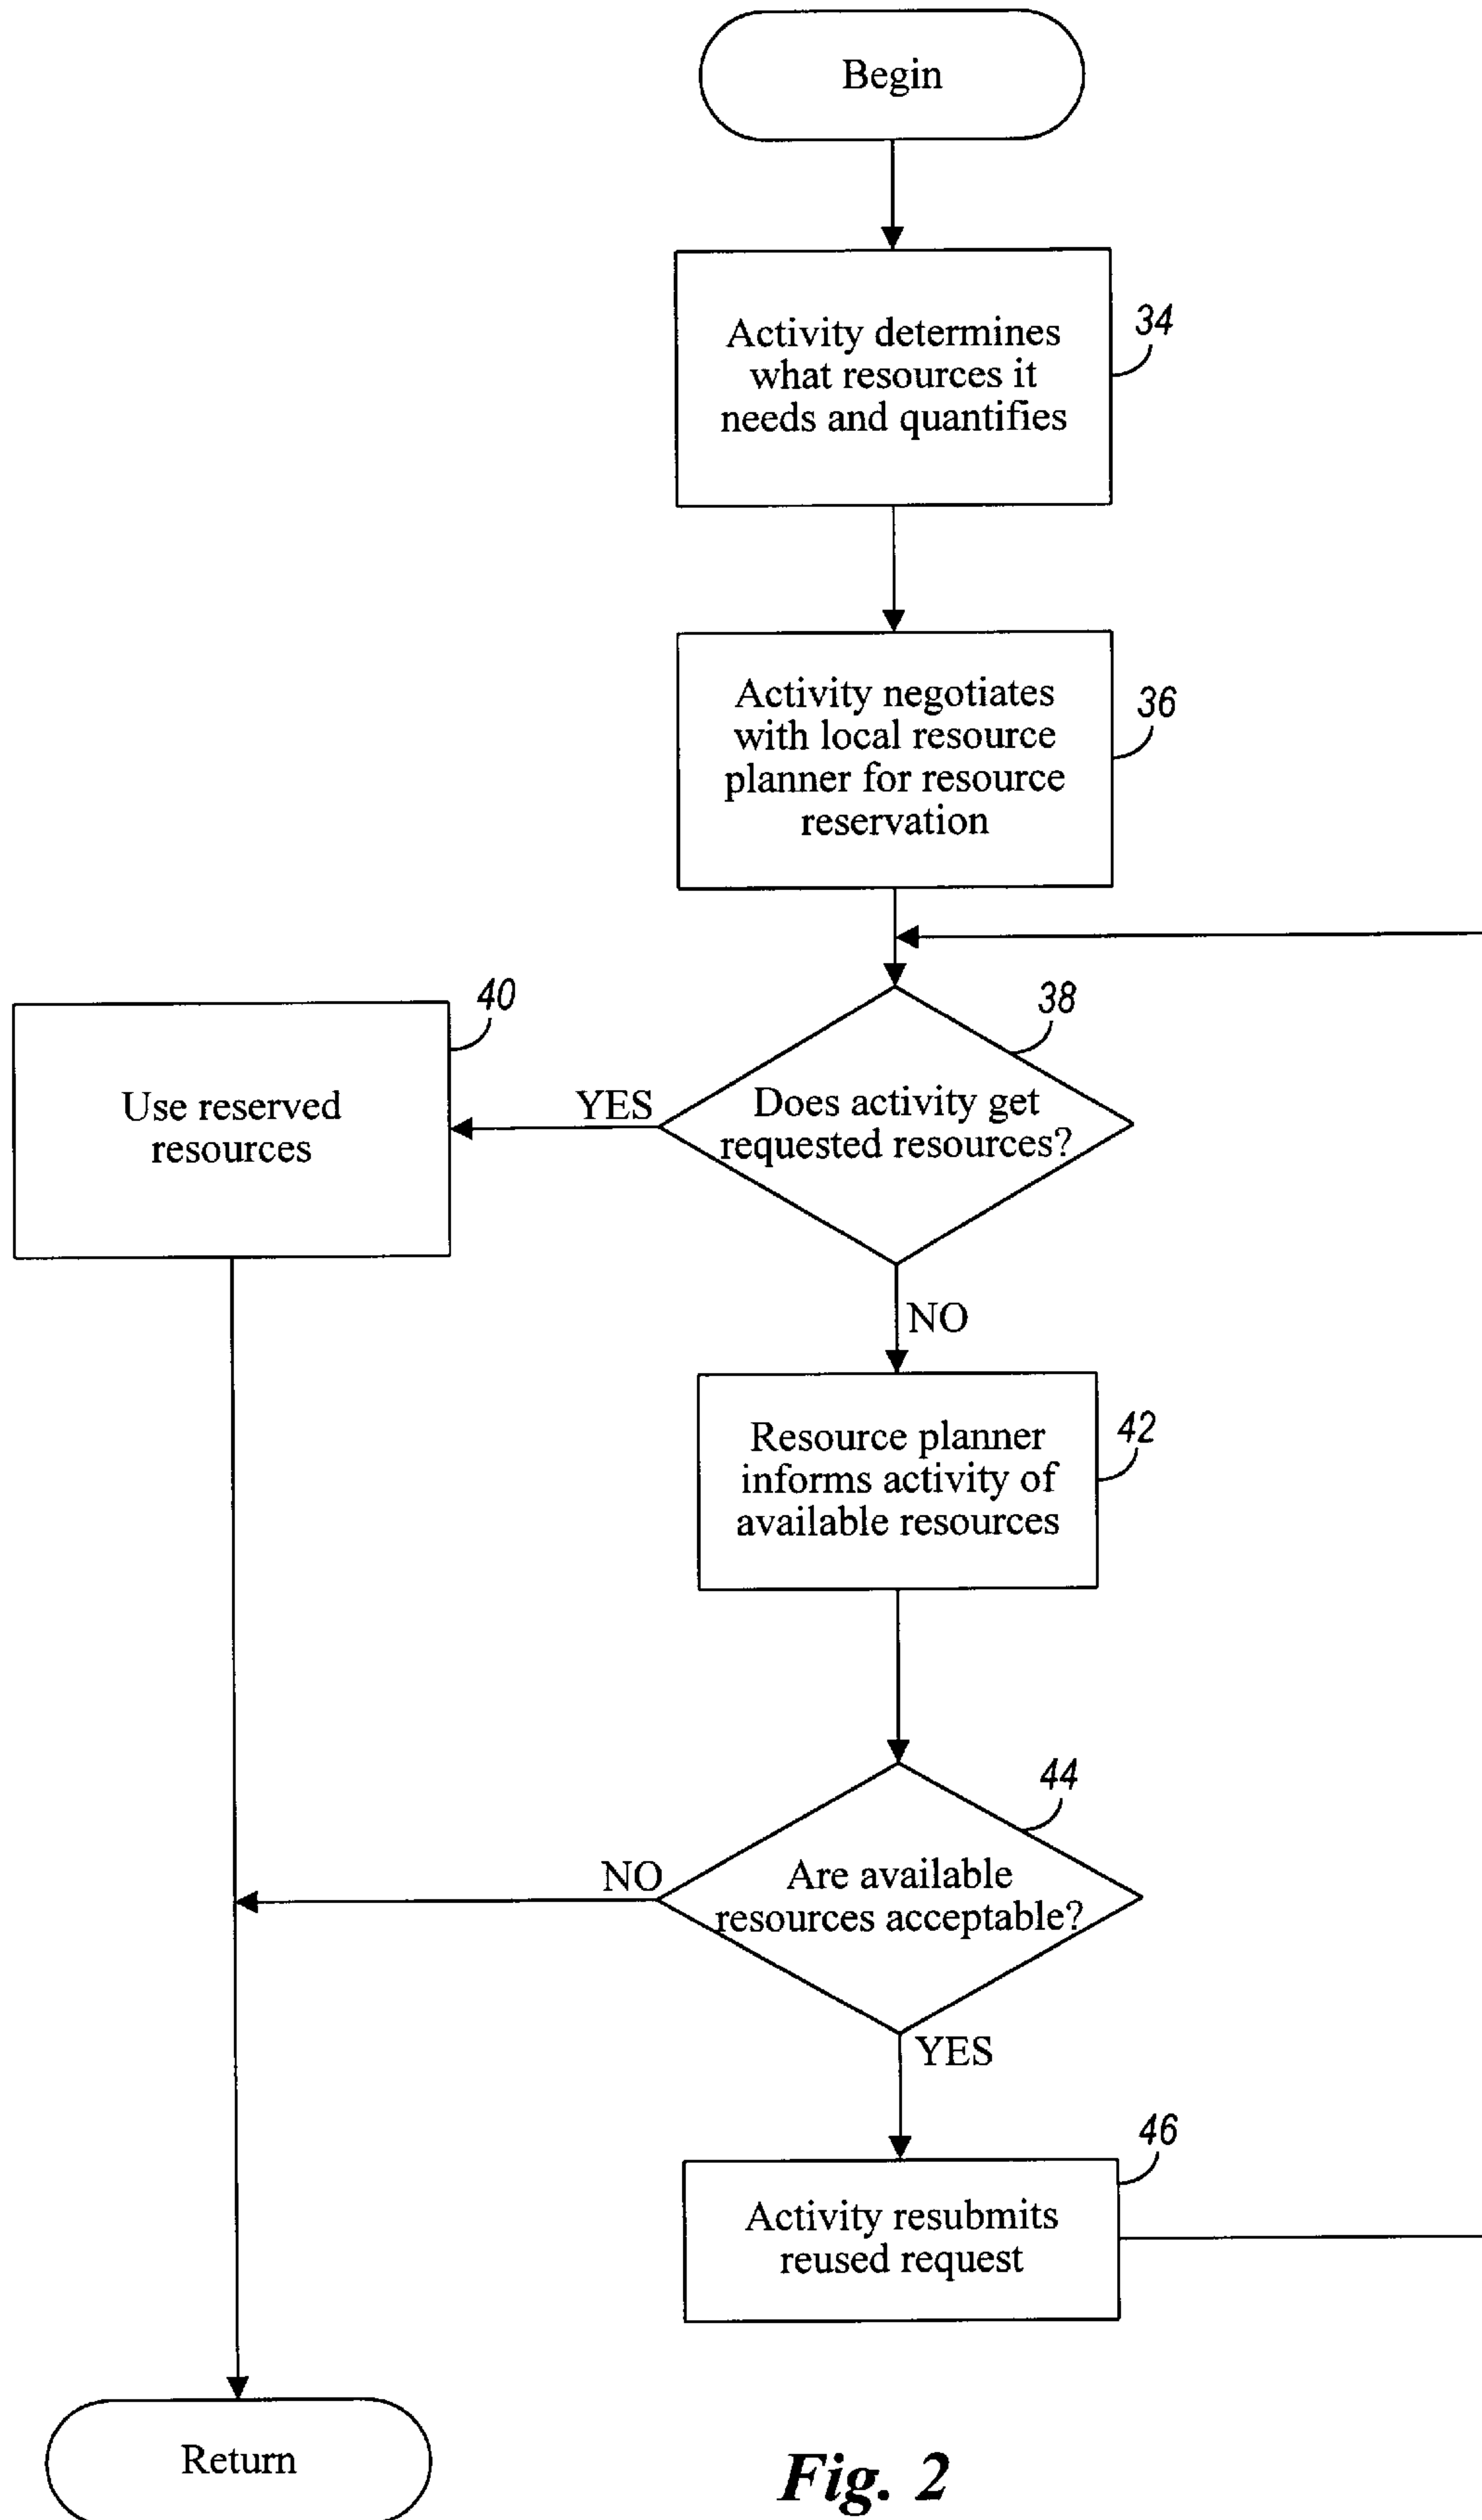 Begin
Activity determines
what resources it
needs and quantifies
34
Activity negotiates
with local resource
planner for resource
reservation
36
40
38
Use reserved
resources
YES
Does activity get
requested resources?
NO
Resource planner
informs activity of
available resources
42
44
NO
Are available
resources acceptable?
YES
46
Activity resubmits
reused request
Return
Fig. 2